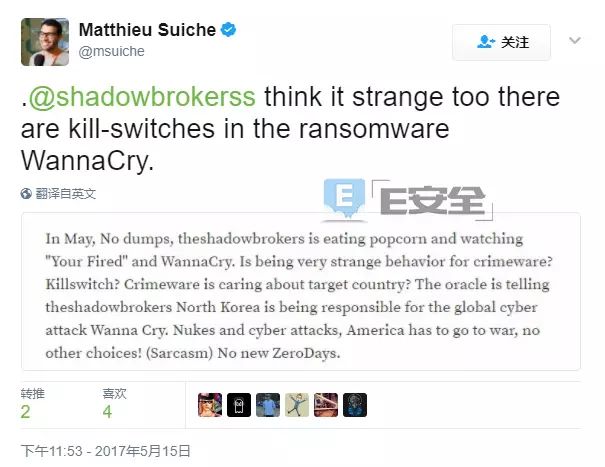 Matthieu Suiche
@msuiche
关注
.@shadowbrokerss think it strange too there
are kill-switches in the ransomware
WannaCry.
翻译自英文
E E安全
In May, No dumps, theshadowbrokers is eating popcorn and watching
"Your Fired" and WannaCry. Is being very strange behavior for crimeware?
Killswitch? Crimeware is caring about target country? The oracle is telling
theshadowbrokers North Korea is being responsible for the global cyber
attack Wanna Cry. Nukes and cyber attacks, America has to go to war, no
other choices! (Sarcasm) No new ZeroDays.
转推 喜欢
2 4
下午11:53 - 2017年5月15日